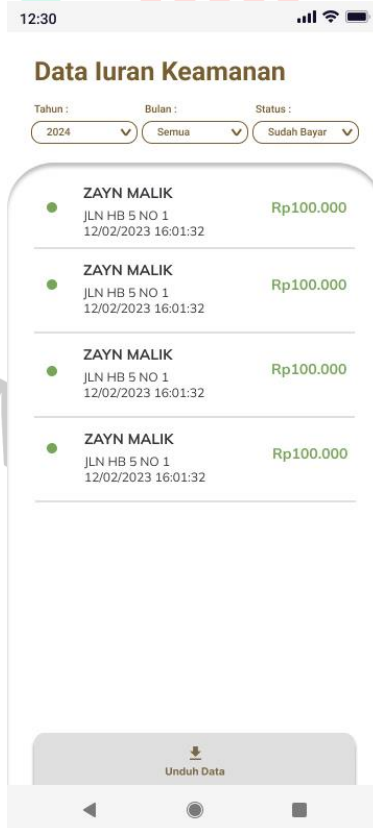 12:30
Data Iuran Keamanan
Tahun : Bulan : Status :
2024 Semua Sudah Bayar
ZAYN MALIK
JLN HB 5 NO 1 Rp100.000
12/02/2023 16:01:32
ZAYN MALIK
JLN HB 5 NO 1 Rp100.000
12/02/2023 16:01:32
ZAYN MALIK
JLN HB 5 NO 1 Rp100.000
12/02/2023 16:01:32
ZAYN MALIK
JLN HB 5 NO 1 Rp100.000
12/02/2023 16:01:32
Unduh Data